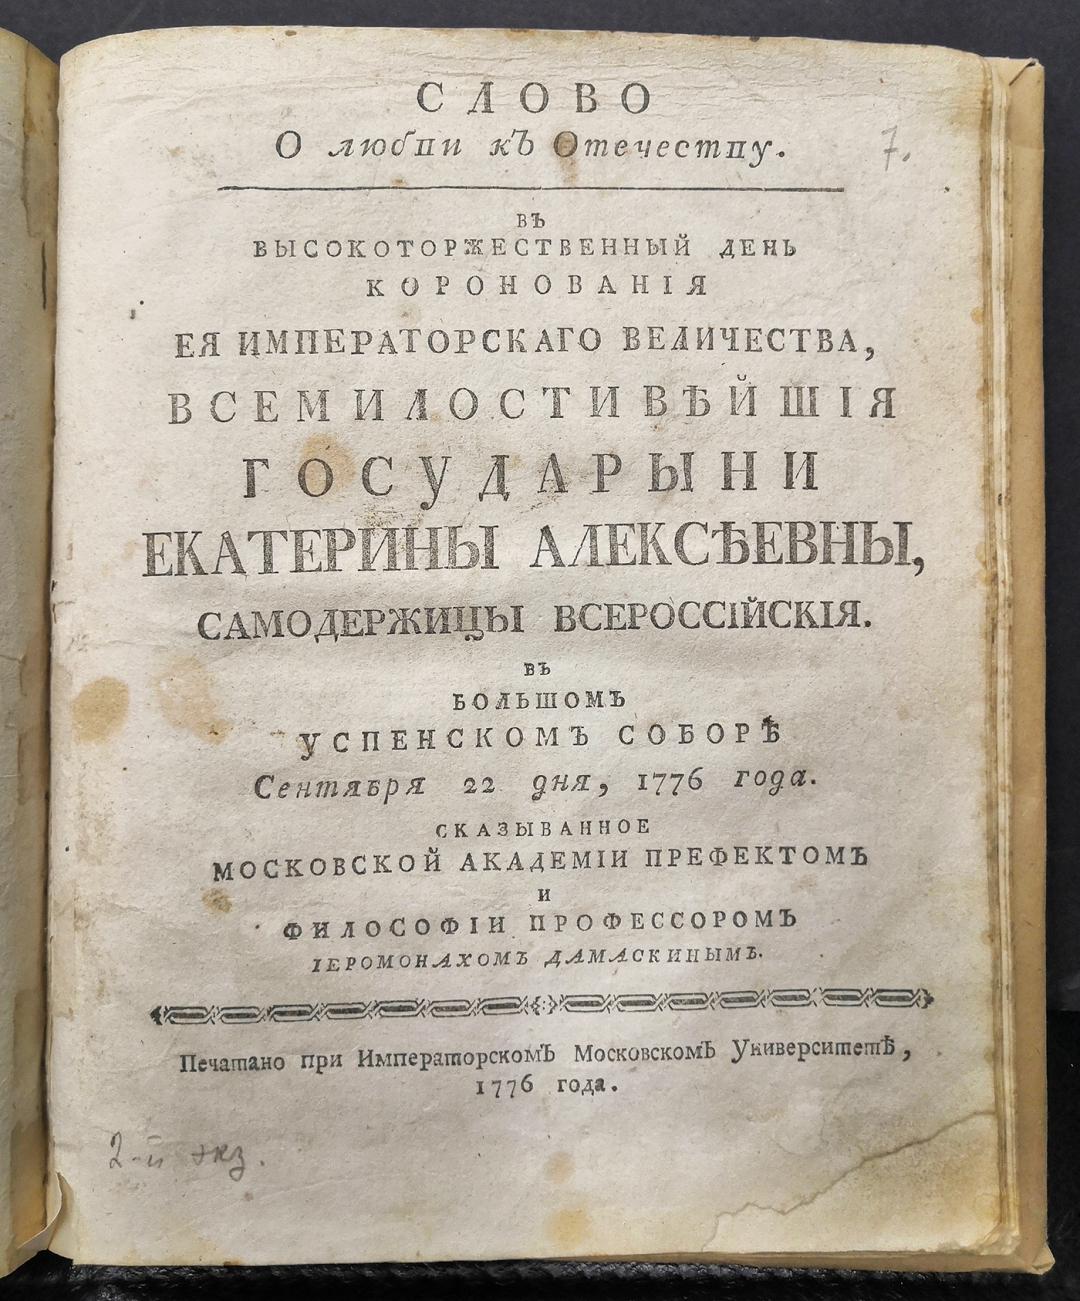 СЛОВО
О любви къ Отечеству.
7.
ВЪ
ВЫСОКОТОРЖЕСТВЕННЫЙ ДЕНЬ
КОРОНОВАНІЯ
ЕЯ ИМПЕРАТОРСКАГО ВЕЛИЧЕСТВА,
ВСЕМИЛОСТИВѢЙШІЯ
ГОСУДАРЫНИ
ЕКАТЕРИНЫ АЛЕКСѢЕВНЫ,
САМОДЕРЖИЦЫ ВСЕРОССІЙСКІЯ.
ВЪ
БОЛЬШОМЪ
УСПЕНСКОМЪ СОБОРѢ
Сентября 22 дня, 1776 года.
СКАЗЫВАННОЕ
МОСКОВСКОЙ АКАДЕМІИ ПРЕФЕКТОМЪ
И
ФИЛОСОФІИ ПРОФЕССОРОМЪ
ІЕРОМОНАХОМЪ ДАМАСКИНЫМЪ.
Печатано при Императорскомъ Московскомъ Университетѣ,
1776 года.
2-й экз.